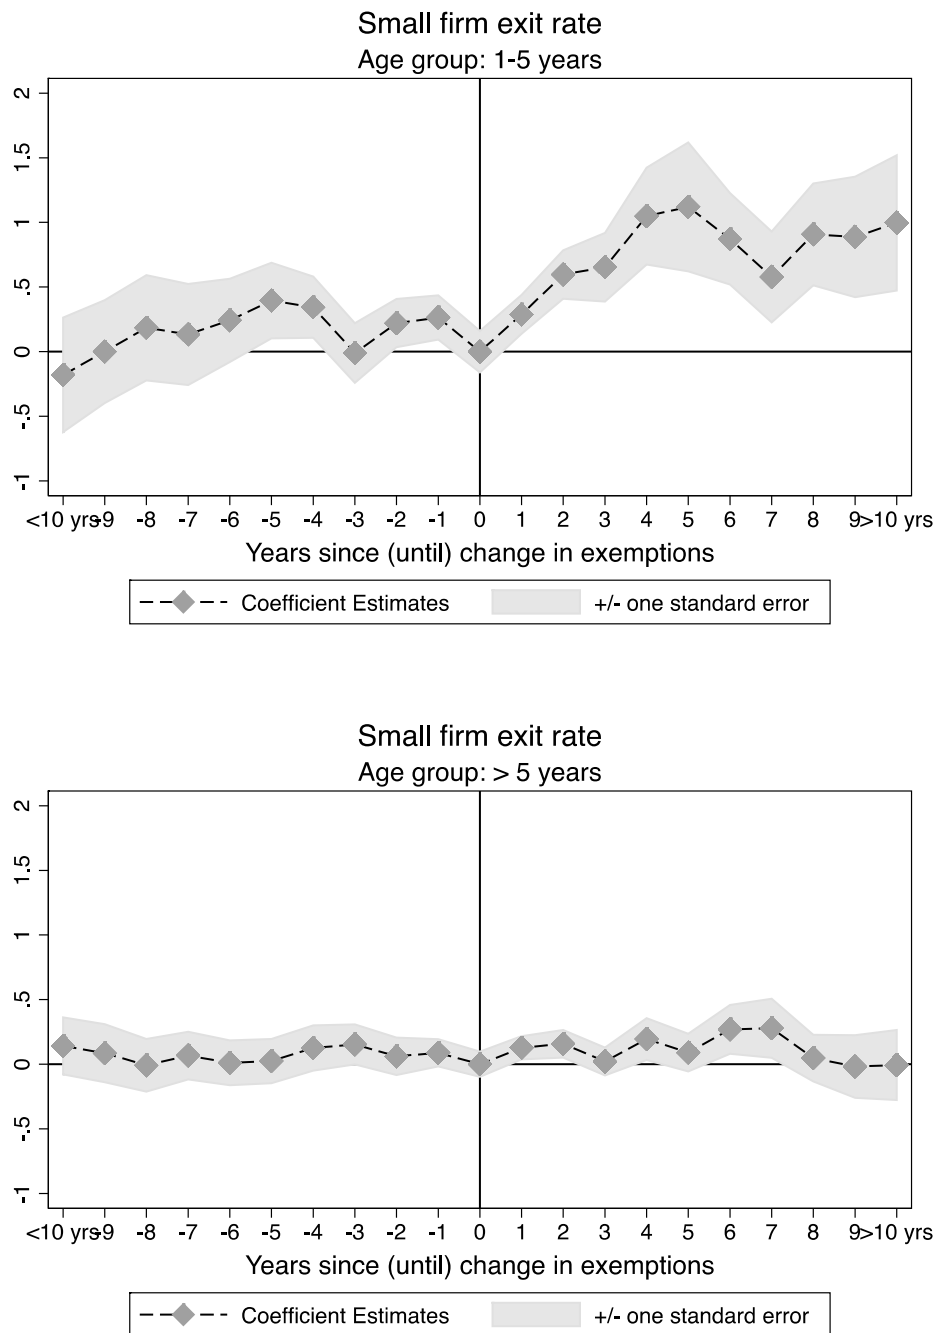 Small firm exit rate
Age group: 1-5 years
2
1.5
1
.5
0
-.5
-1
<10 yrs -9 -8 -7 -6 -5 -4 -3 -2 -1 0 1 2 3 4 5 6 7 8 9 >10 yrs
Years since (until) change in exemptions
Coefficient Estimates +/- one standard error
Small firm exit rate
Age group: > 5 years
2
1.5
1
.5
0
-.5
-1
<10 yrs -9 -8 -7 -6 -5 -4 -3 -2 -1 0 1 2 3 4 5 6 7 8 9 >10 yrs
Years since (until) change in exemptions
Coefficient Estimates +/- one standard error